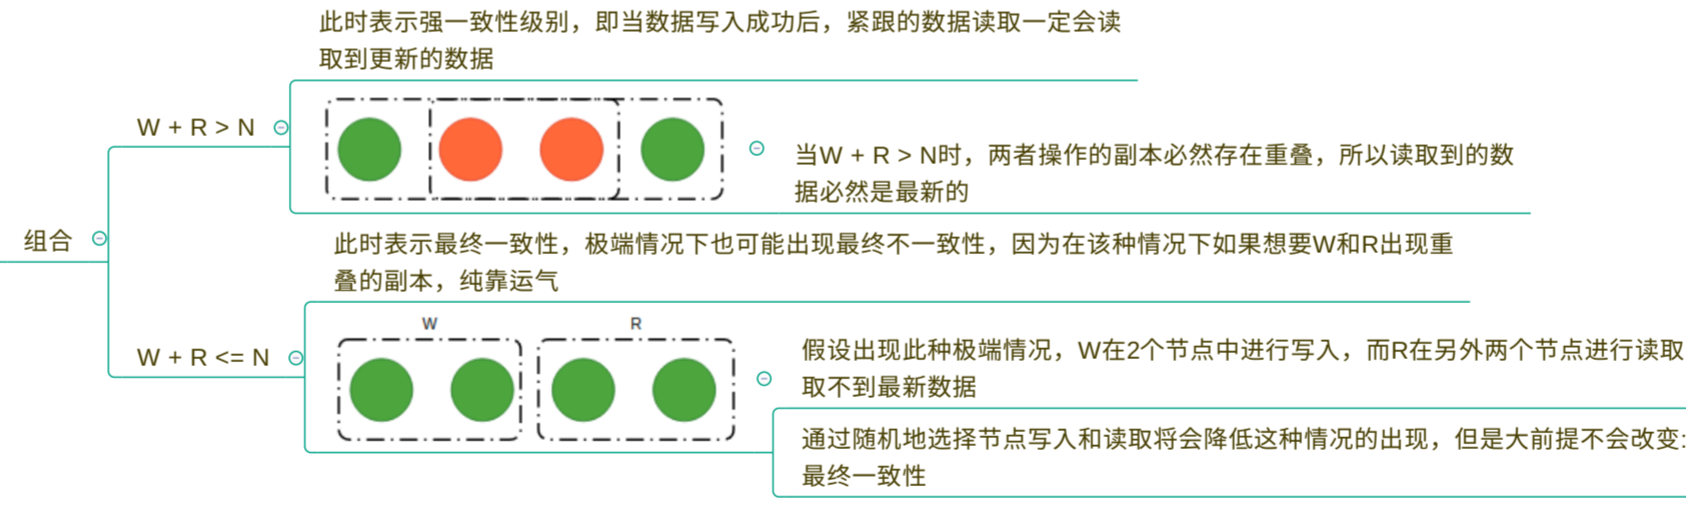 此时表示强一致性级别，即当数据写入成功后，紧跟的数据读取一定会读
取到更新的数据
W + R > N
当W + R > N时，两者操作的副本必然存在重叠，所以读取到的数
据必然是最新的
组合
此时表示最终一致性，极端情况下也可能出现最终不一致性，因为在该种情况下如果想要W和R出现重
叠的副本，纯靠运气
W + R <= N
W
R
假设出现此种极端情况，W在2个节点中进行写入，而R在另外两个节点进行读取
取不到最新数据
通过随机地选择节点写入和读取将会降低这种情况的出现，但是大前提不会改变:
最终一致性